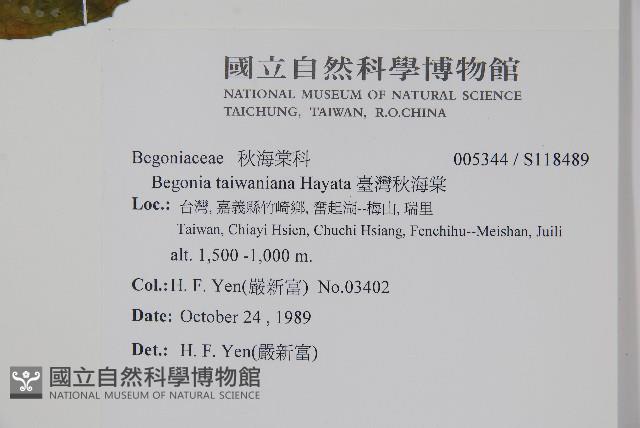 國立自然科學博物館
NATIONAL MUSEUM OF NATURAL SCIENCE
TAICHUNG, TAIWAN, R.O.CHINA
Begoniaceae 秋海棠科 005344 / S118489
Begonia taiwaniana Hayata 臺灣秋海棠
Loc.: 台灣, 嘉義縣竹崎鄉, 奮起湖--梅山, 瑞里
Taiwan, Chiayi Hsien, Chuchi Hsiang, Fenchihu--Meishan, Juili
alt. 1,500 -1,000 m.
Col.: H. F. Yen(嚴新富) No.03402
Date: October 24 , 1989
Det.: H. F. Yen(嚴新富)
國立自然科學博物館
NATIONAL MUSEUM OF NATURAL SCIENCE